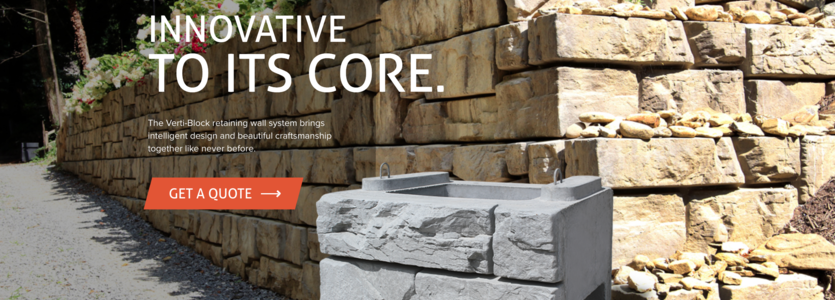 INNOVATIVE
TO ITS CORE.
The Verti-Block retaining wall system brings
intelligent design and beautiful craftsmanship
together like never before.
GET A QUOTE →